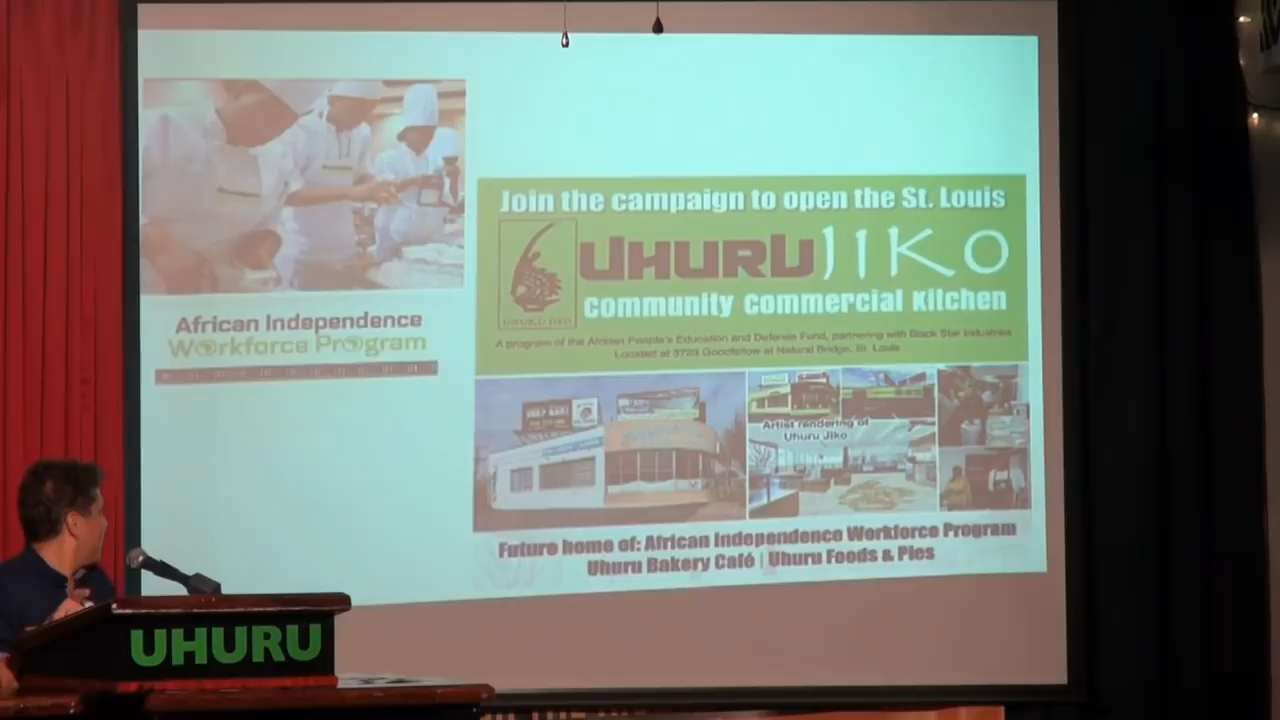 Join the campaign to open the St. Louis
UHURU JIKO
UHURU JIKO
Community Commercial Kitchen
A program of the African People's Education and Defense Fund, partnering with Black Star Industries
Located at 3723 Goodfellow at Natural Bridge, St. Louis
African Independence
Workforce Program
Artist rendering of
Uhuru Jiko
Future home of: African Independence Workforce Program
Uhuru Bakery Café | Uhuru Foods & Pies
UHURU